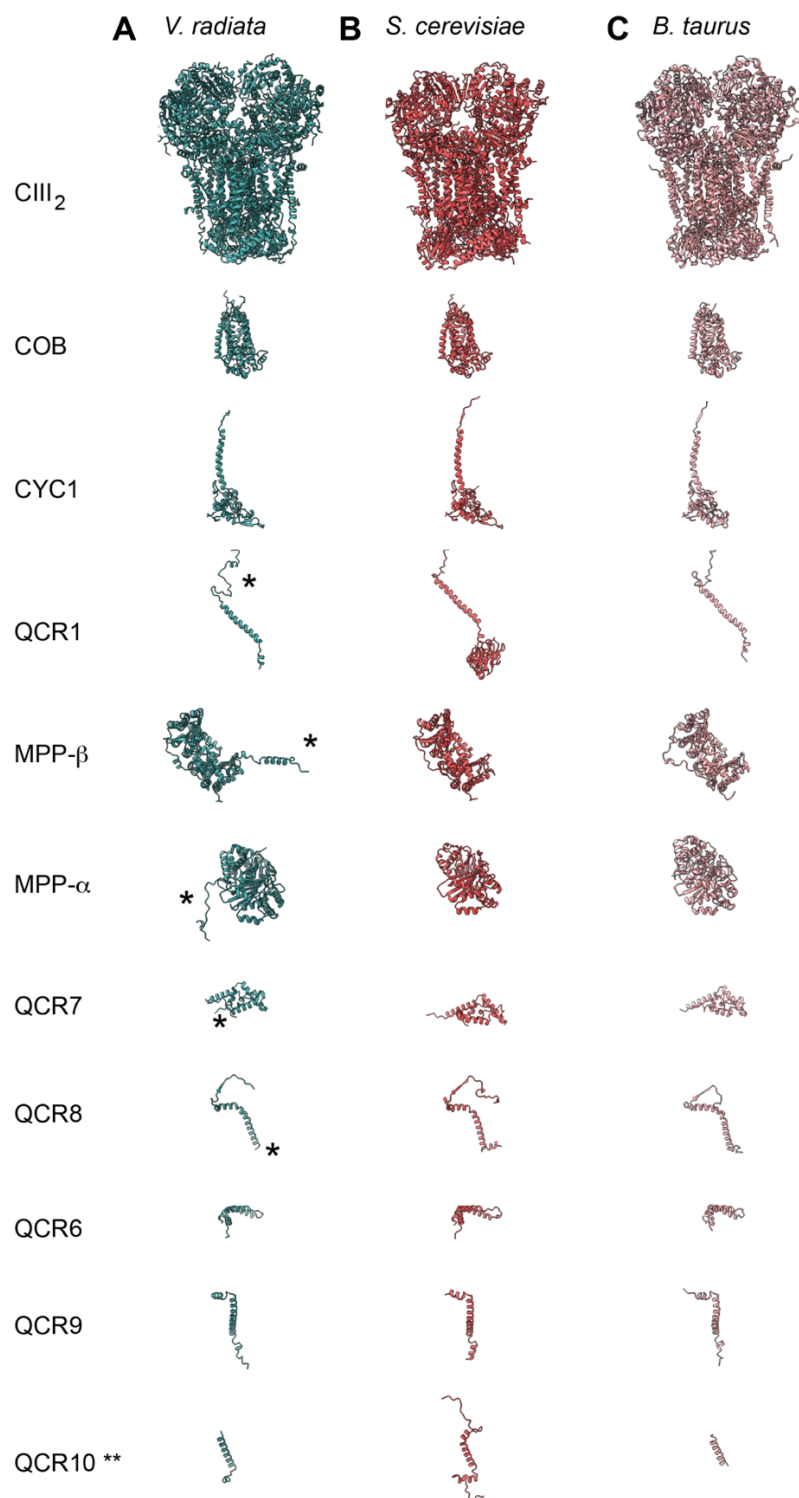 A V. radiata B S. cerevisiae C B. taurus
CIII₂
COB
CYC1
QCR1 *
MPP-β *
MPP-α *
QCR7 *
QCR8 *
QCR6
QCR9
QCR10 **